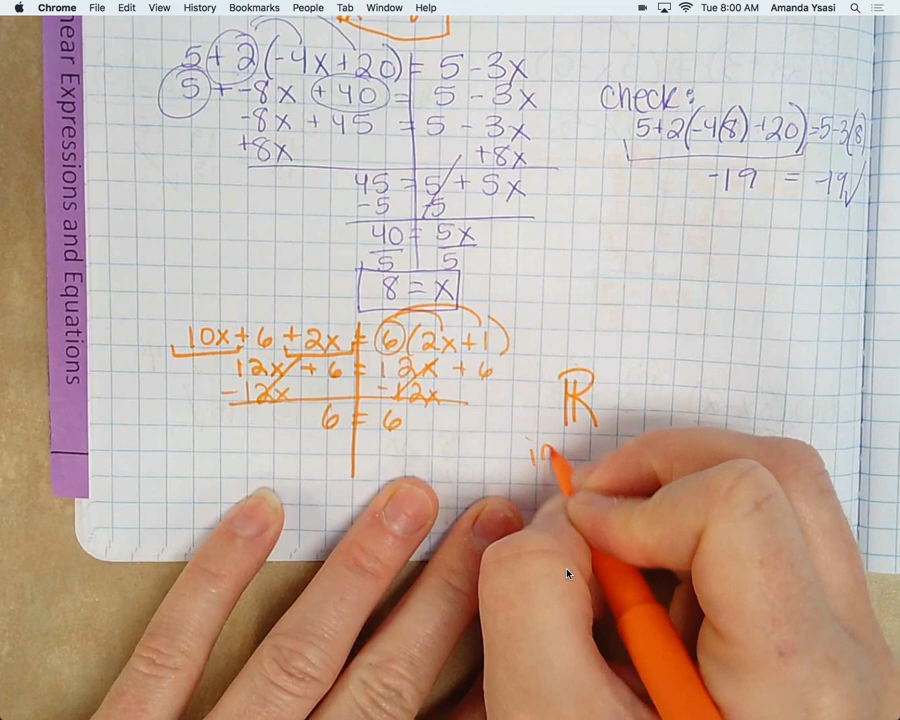 Chrome File Edit View History Bookmarks People Tab Window Help Tue 8:00 AM Amanda Ysasi
near Expressions and Equations
5 + 2(-4x + 20) = 5 - 3x
5 + -8x + 40 = 5 - 3x
-8x + 45 = 5 - 3x
+8x +8x
45 = 5 + 5x
-5 -5
40 = 5x
5 5
8 = x
check:
5+2(-4(8)+20)=5-3(8)
-19 = -19✓
10x + 6 + 2x = 6(2x + 1)
12x + 6 = 12x + 6
-12x -12x
6 = 6
ℝ
in